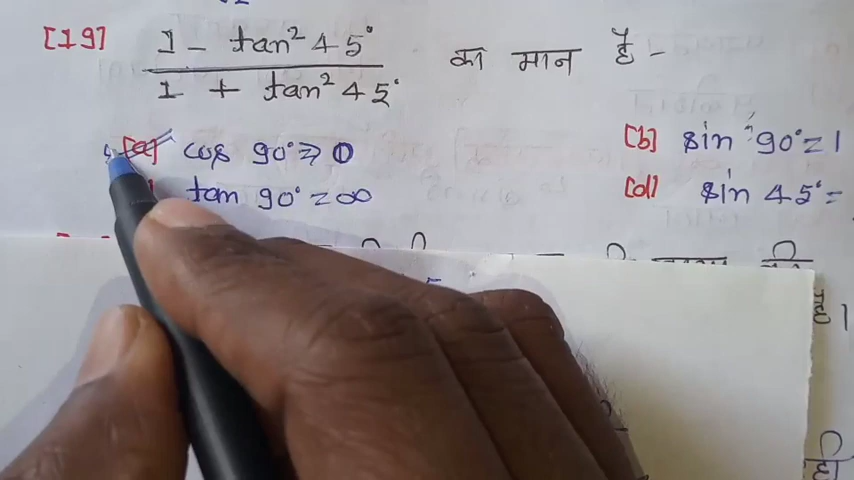 [19] 1 - tan² 45° / 1 + tan² 45° का मान है -
[a] cos 90° ⇒ 0 [b] sin 90° = 1
tan 90° = ∞ [d] sin 45° =